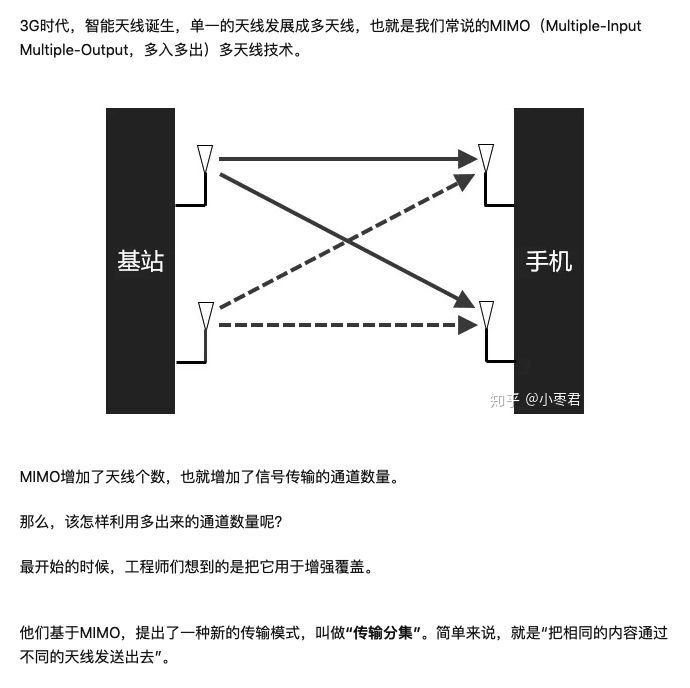 3G时代，智能天线诞生，单一的天线发展成多天线，也就是我们常说的MIMO（Multiple-Input
Multiple-Output，多入多出）多天线技术。
基站
手机
知乎 @小枣君
MIMO增加了天线个数，也就增加了信号传输的通道数量。
那么，该怎样利用多出来的通道数量呢？
最开始的时候，工程师们想到的是把它用于增强覆盖。
他们基于MIMO，提出了一种新的传输模式，叫做“传输分集”。简单来说，就是“把相同的内容通过
不同的天线发送出去”。